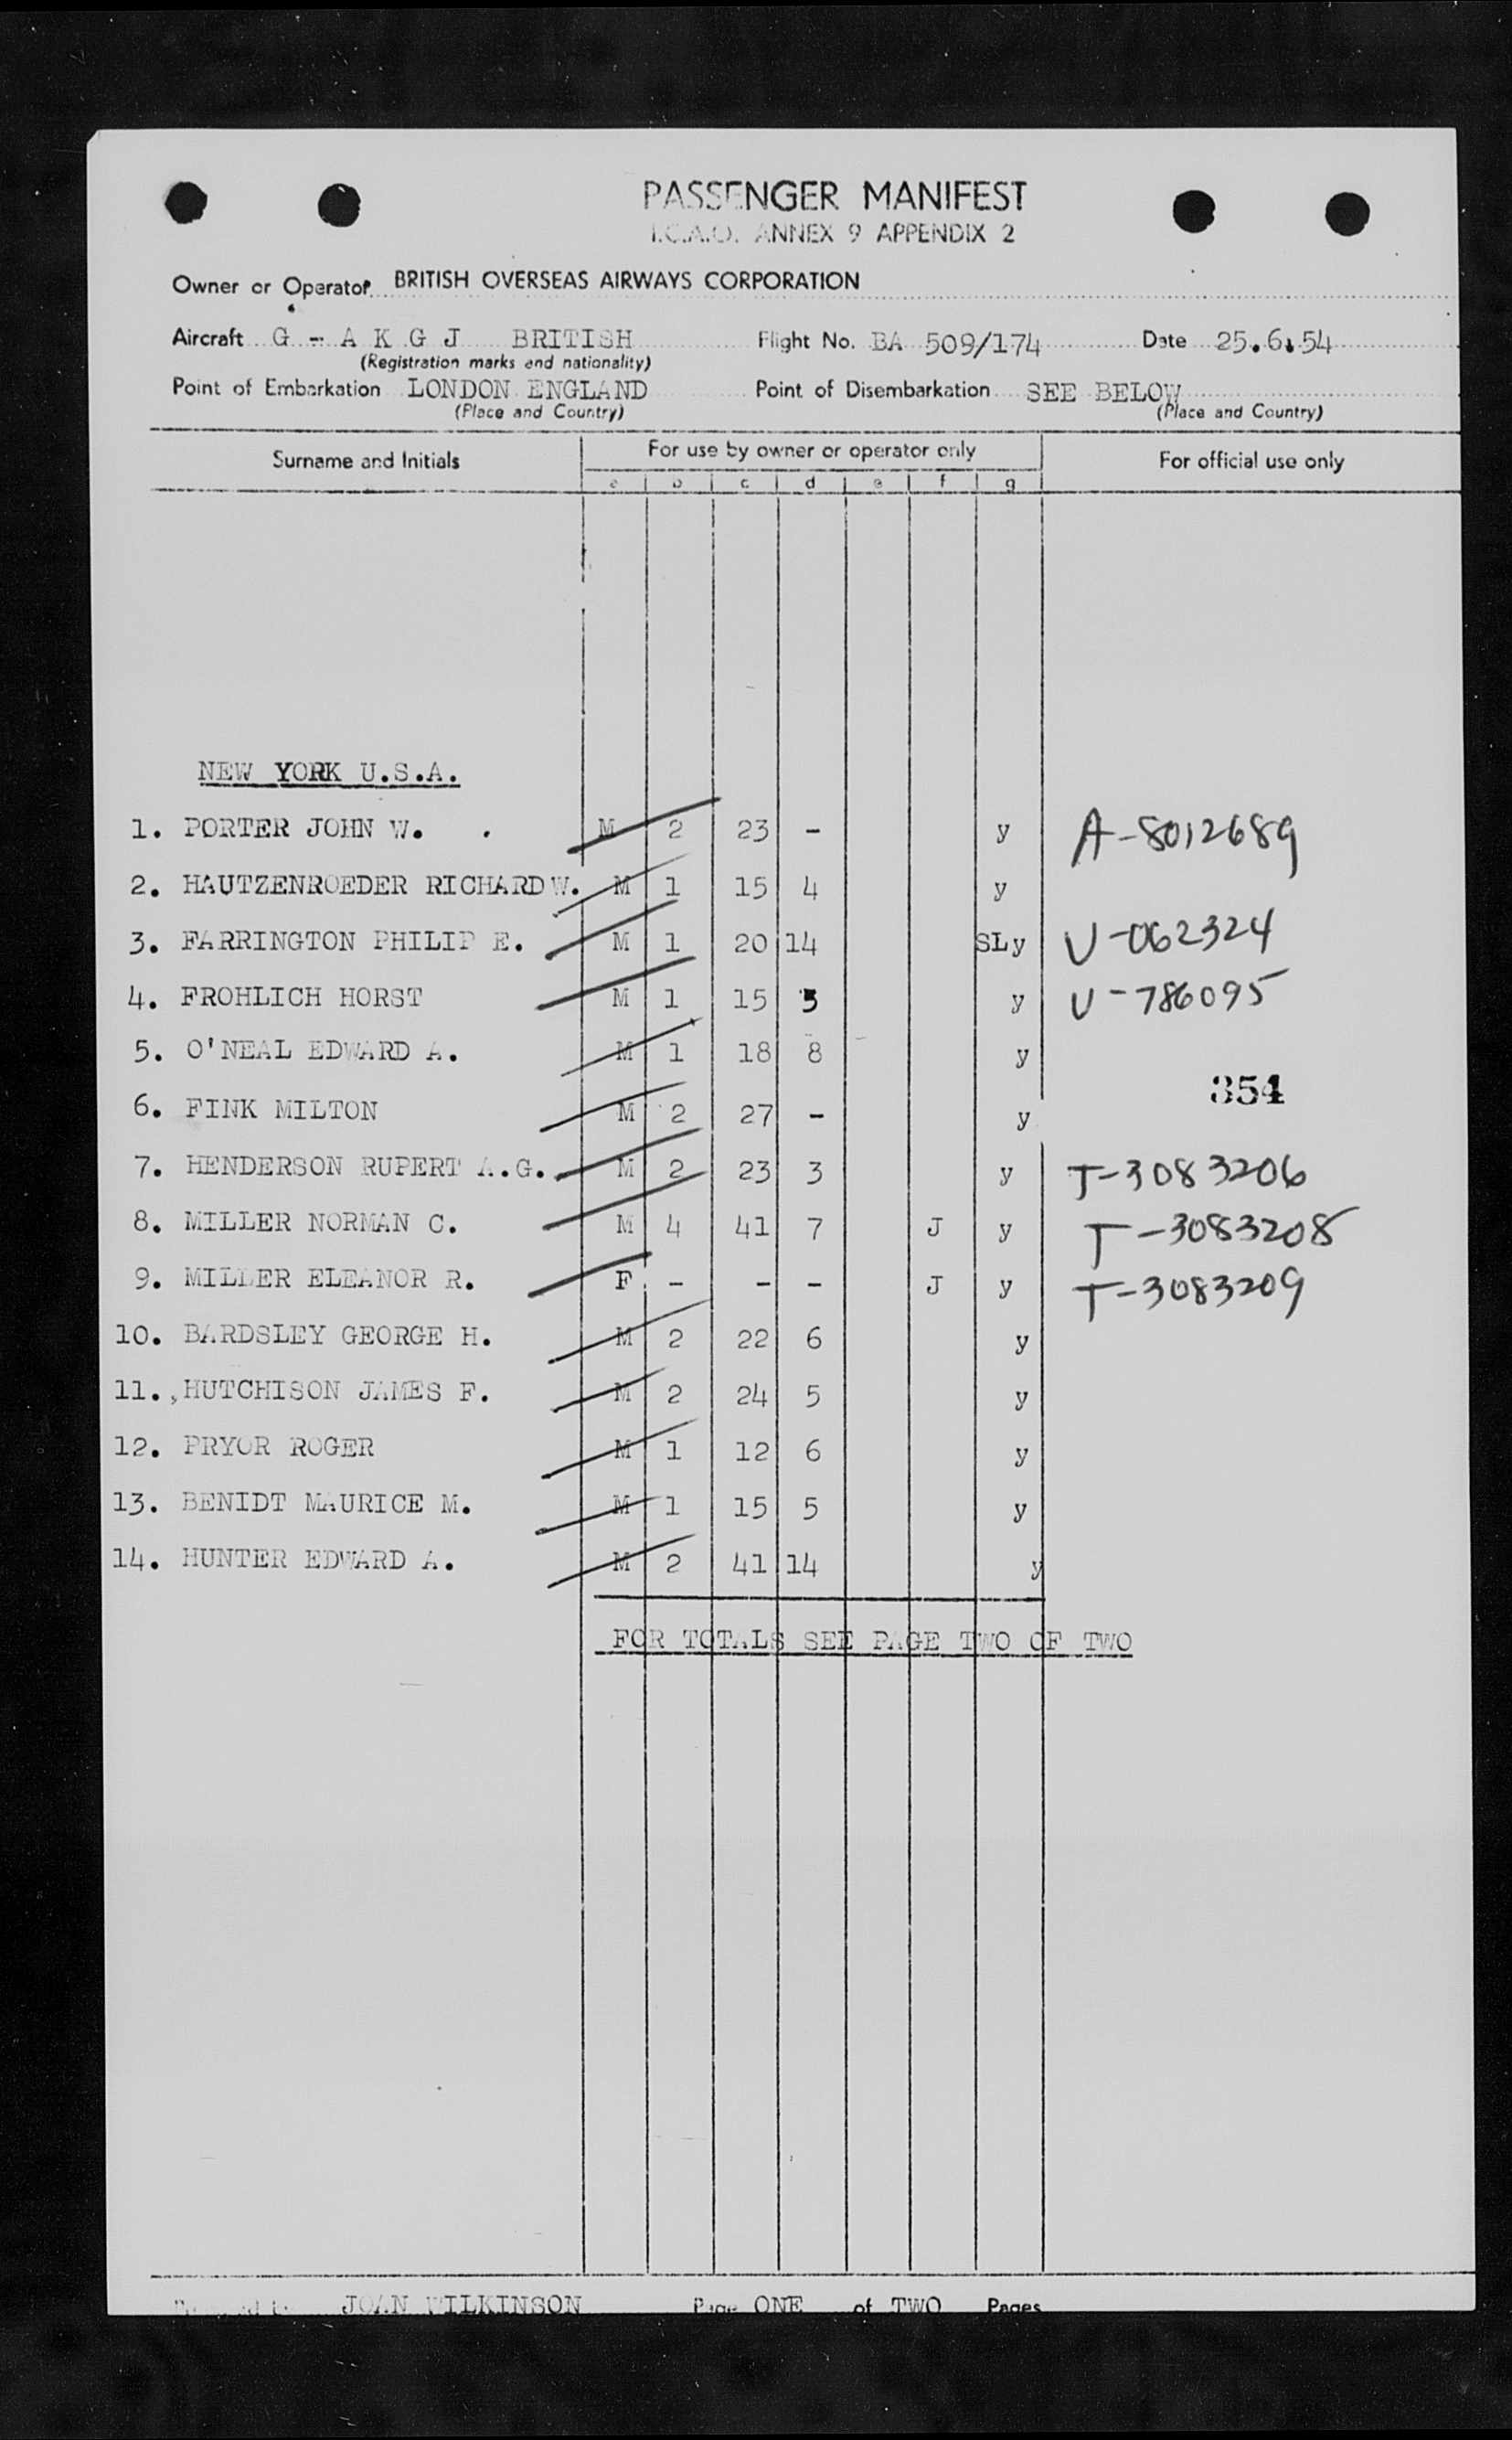 PASSENGER MANIFEST
I.C.A.O. ANNEX 9 APPENDIX 2
Owner or Operator BRITISH OVERSEAS AIRWAYS CORPORATION
Aircraft G - A K G J BRITISH Flight No. BA 509/174 Date 25.6.54
(Registration marks and nationality)
Point of Embarkation LONDON ENGLAND Point of Disembarkation SEE BELOW
(Place and Country) (Place and Country)
Surname and Initials For use by owner or operator only For official use only
a b c d e f g
NEW YORK U.S.A.
1. PORTER JOHN W. . M 2 23 - y A-8012689
2. HAUTZENROEDER RICHARD W. M 1 15 4 y
3. FARRINGTON PHILIP E. M 1 20 14 SLy U-062324
4. FROHLICH HORST M 1 15 5 y U-786095
5. O'NEAL EDWARD A. M 1 18 8 y
354
6. FINK MILTON M 2 27 - y
7. HENDERSON RUPERT A.G. M 2 23 3 y T-3083206
8. MILLER NORMAN C. M 4 41 7 J y T-3083208
9. MILLER ELEANOR R. F - - - J y T-3083209
10. BARDSLEY GEORGE H. M 2 22 6 y
11. HUTCHISON JAMES F. M 2 24 5 y
12. PRYOR ROGER M 1 12 6 y
13. BENIDT MAURICE M. M 1 15 5 y
14. HUNTER EDWARD A. M 2 41 14 y
FOR TOTALS SEE PAGE TWO OF TWO
JOAN WILKINSON Page ONE of TWO Pages